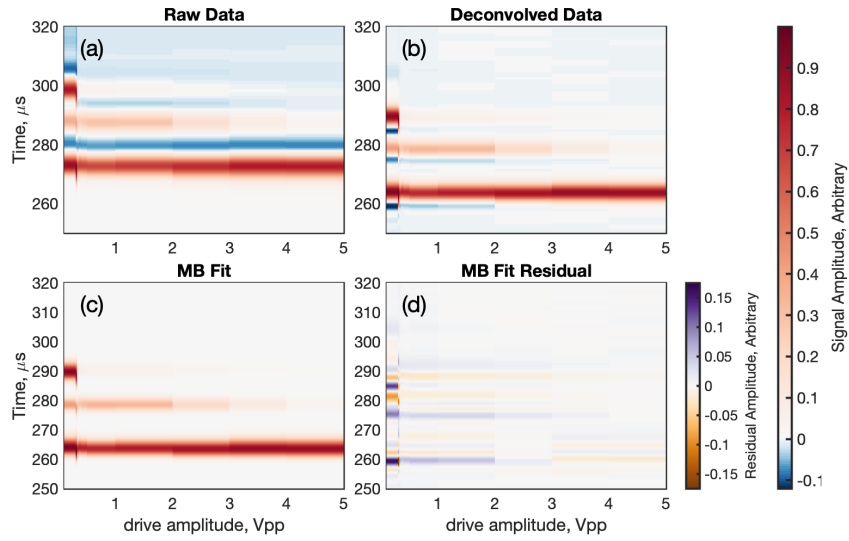 Raw Data
Deconvolved Data
(a)
(b)
320
300
280
260
Time, μs
1 2 3 4 5
320
300
280
260
1 2 3 4 5
MB Fit
MB Fit Residual
(c)
(d)
320
310
300
290
280
270
260
250
Time, μs
1 2 3 4 5
drive amplitude, Vpp
320
310
300
290
280
270
260
250
1 2 3 4 5
drive amplitude, Vpp
0.15
0.1
0.05
0
-0.05
-0.1
-0.15
Residual Amplitude, Arbitrary
0.9
0.8
0.7
0.6
0.5
0.4
0.3
0.2
0.1
0
-0.1
Signal Amplitude, Arbitrary